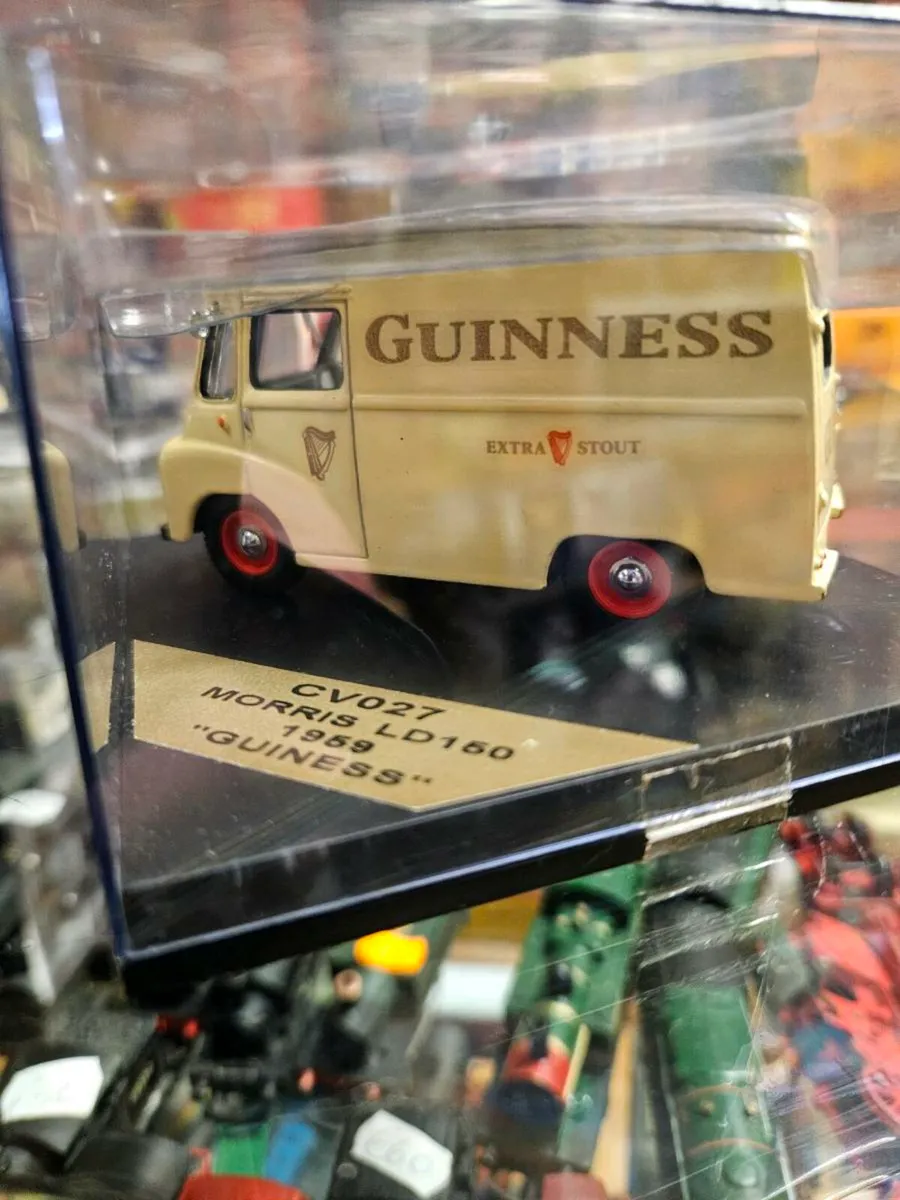 GUINNESS
EXTRA STOUT
CV027
MORRIS LD150
1959
"GUINESS"